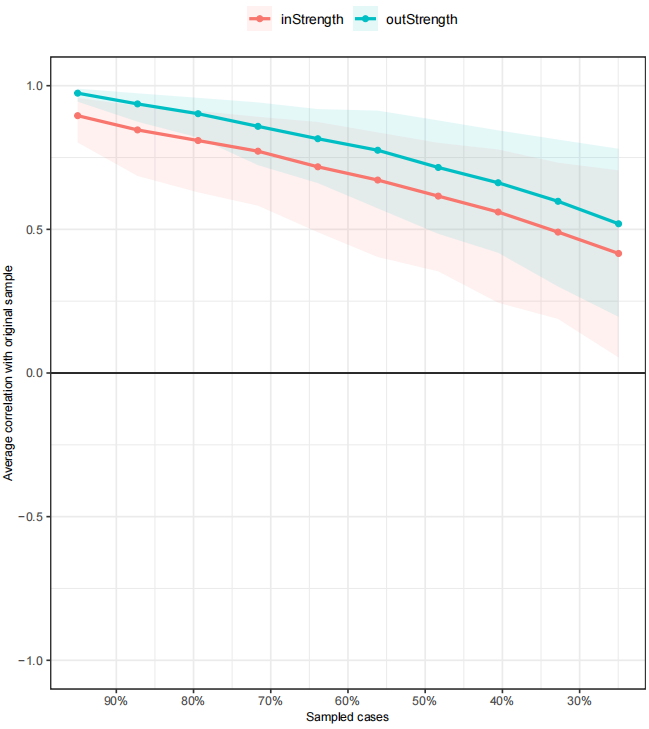 inStrength outStrength
1.0
0.5
0.0
−0.5
−1.0
Average correlation with original sample
90% 80% 70% 60% 50% 40% 30%
Sampled cases